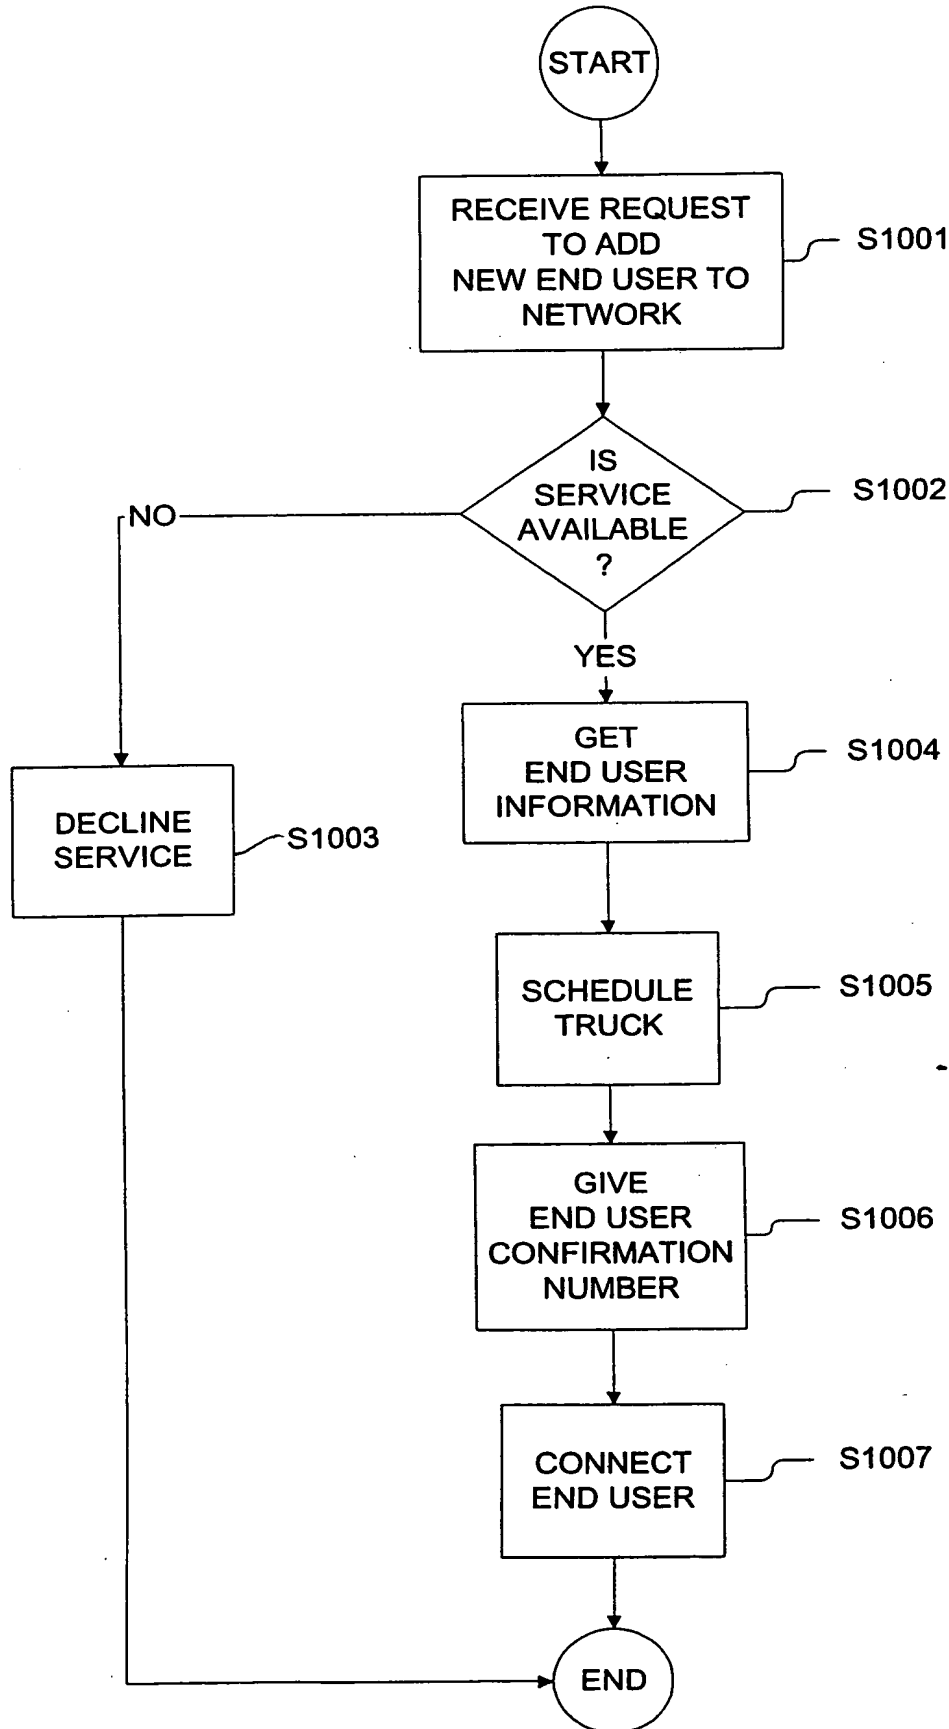 START
RECEIVE REQUEST
TO ADD
NEW END USER TO
NETWORK
S1001
IS
SERVICE
AVAILABLE
?
S1002
NO
YES
GET
END USER
INFORMATION
S1004
DECLINE
SERVICE
S1003
SCHEDULE
TRUCK
S1005
GIVE
END USER
CONFIRMATION
NUMBER
S1006
CONNECT
END USER
S1007
END